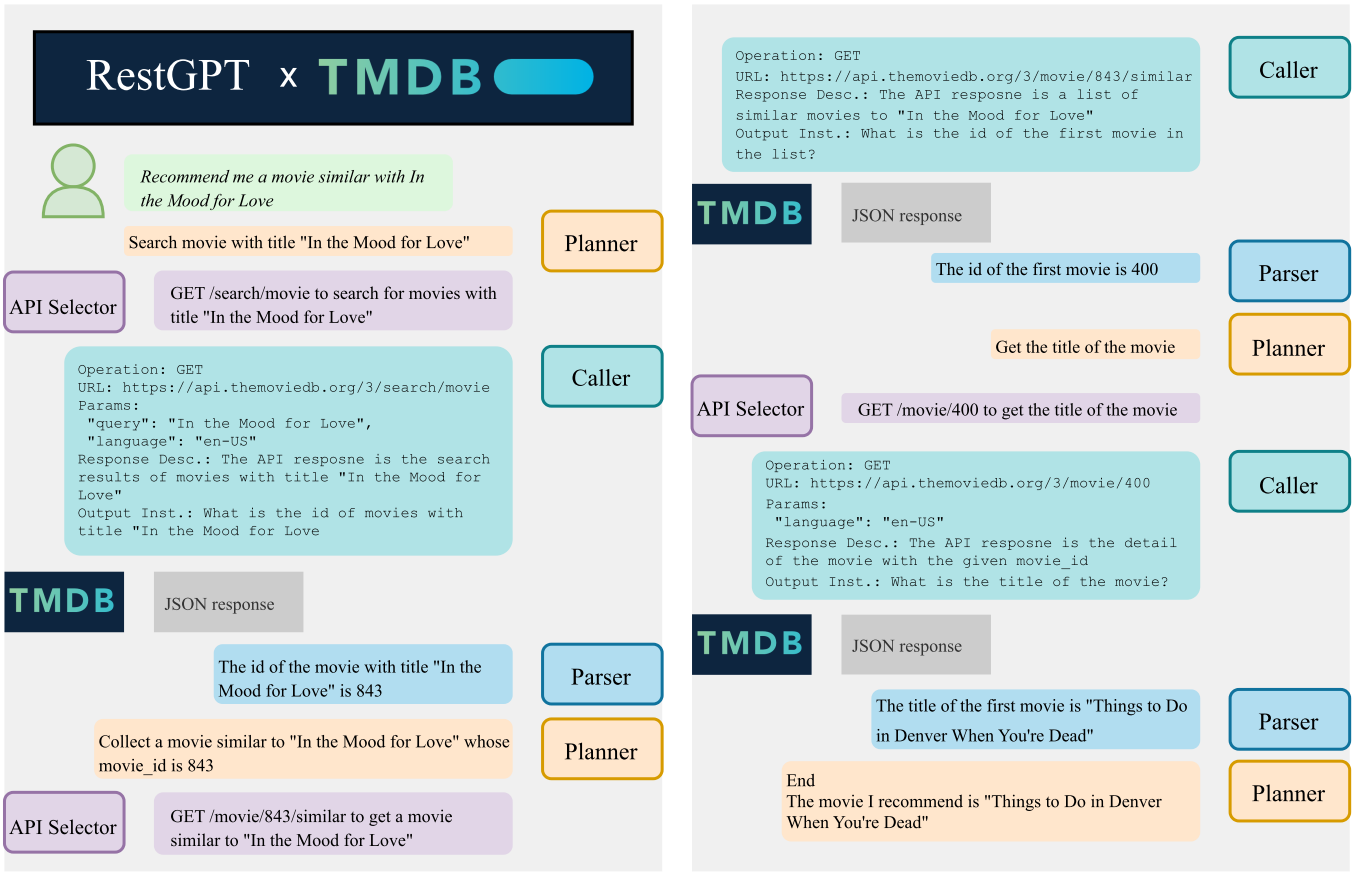 RestGPT x TMDB
Recommend me a movie similar with In
the Mood for Love
Search movie with title "In the Mood for Love"
Planner
API Selector
GET /search/movie to search for movies with
title "In the Mood for Love"
Operation: GET
URL: https://api.themoviedb.org/3/search/movie
Params:
"query": "In the Mood for Love",
"language": "en-US"
Response Desc.: The API resposne is the search
results of movies with title "In the Mood for
Love"
Output Inst.: What is the id of movies with
title "In the Mood for Love
Caller
TMDB
JSON response
The id of the movie with title "In the
Mood for Love" is 843
Parser
Collect a movie similar to "In the Mood for Love" whose
movie_id is 843
Planner
API Selector
GET /movie/843/similar to get a movie
similar to "In the Mood for Love"
Operation: GET
URL: https://api.themoviedb.org/3/movie/843/similar
Response Desc.: The API resposne is a list of
similar movies to "In the Mood for Love"
Output Inst.: What is the id of the first movie in
the list?
Caller
TMDB
JSON response
The id of the first movie is 400
Parser
Get the title of the movie
Planner
API Selector
GET /movie/400 to get the title of the movie
Operation: GET
URL: https://api.themoviedb.org/3/movie/400
Params:
"language": "en-US"
Response Desc.: The API resposne is the detail
of the movie with the given movie_id
Output Inst.: What is the title of the movie?
Caller
TMDB
JSON response
The title of the first movie is "Things to Do
in Denver When You're Dead"
Parser
End
The movie I recommend is "Things to Do in Denver
When You're Dead"
Planner